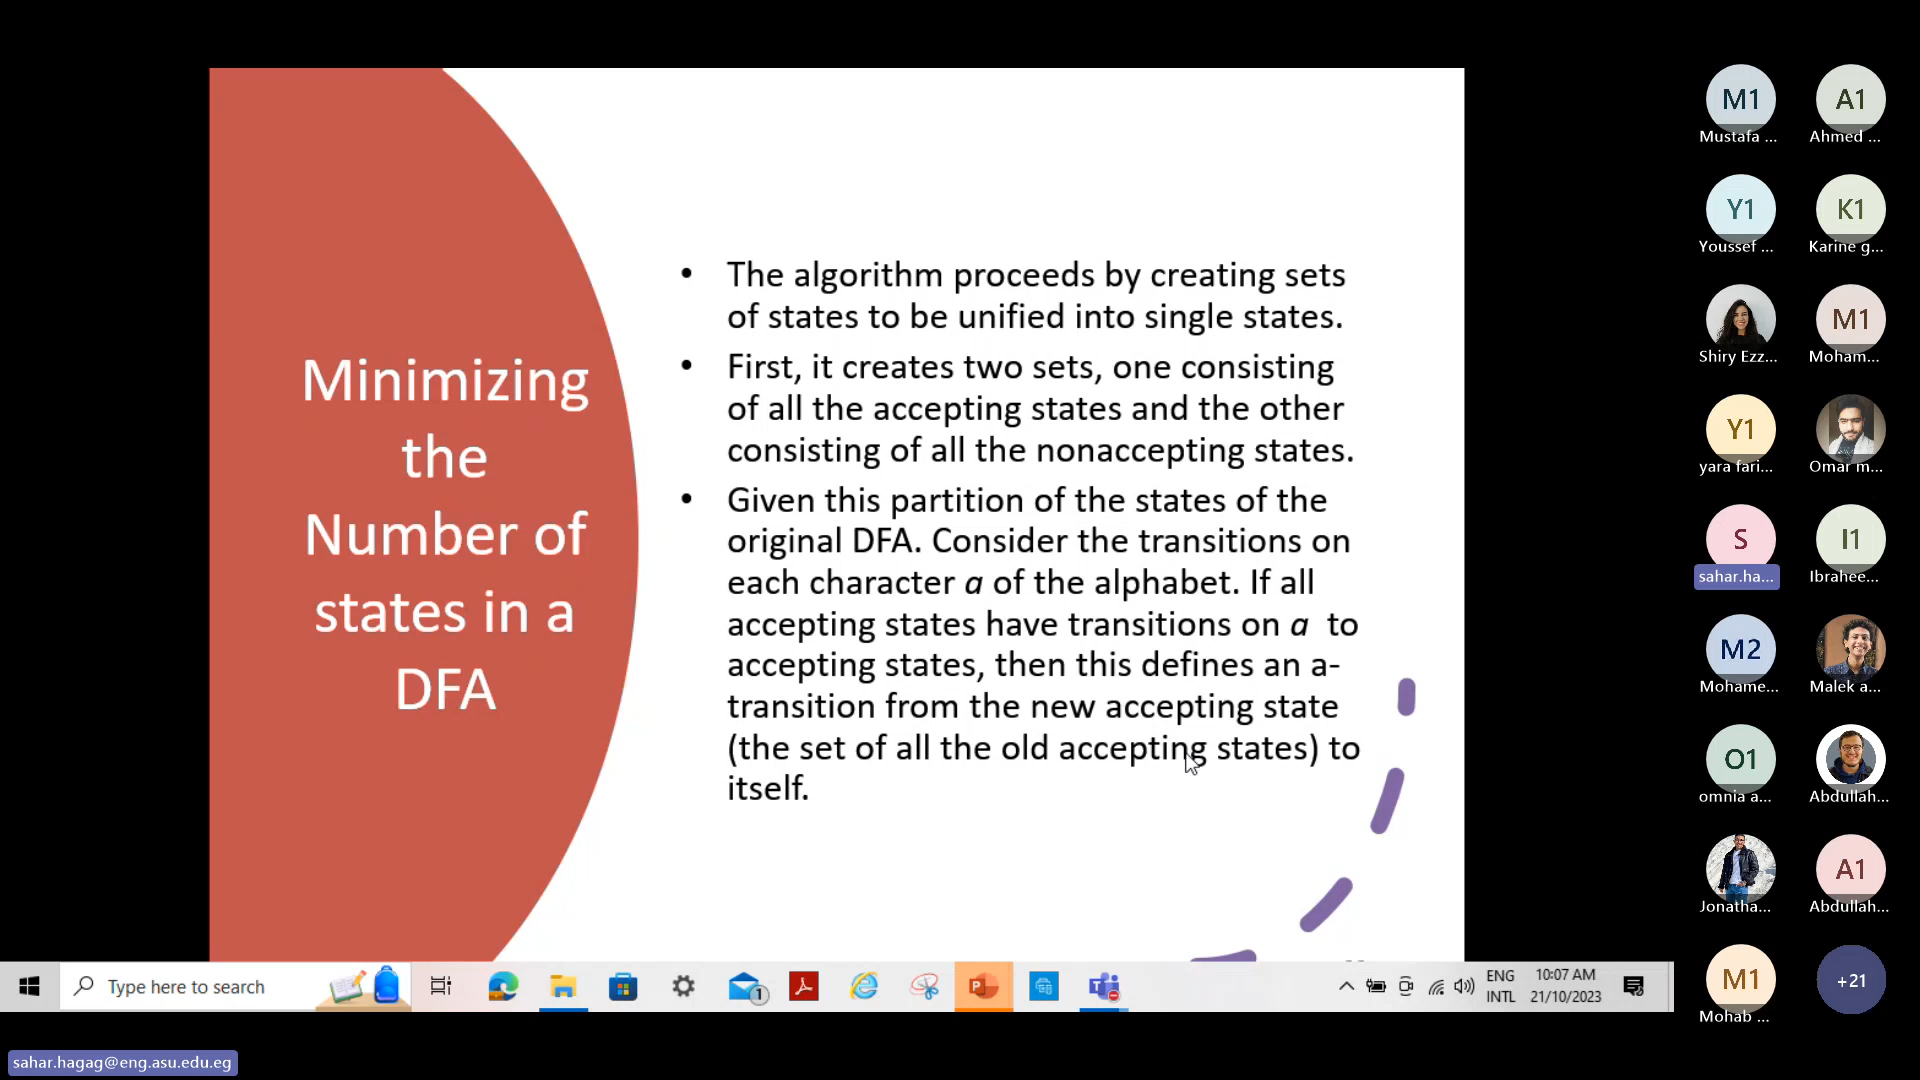 Minimizing
the
Number of
states in a
DFA
• The algorithm proceeds by creating sets
of states to be unified into single states.
• First, it creates two sets, one consisting
of all the accepting states and the other
consisting of all the nonaccepting states.
• Given this partition of the states of the
original DFA. Consider the transitions on
each character a of the alphabet. If all
accepting states have transitions on a to
accepting states, then this defines an a-
transition from the new accepting state
(the set of all the old accepting states) to
itself.
M1 A1
Mustafa ... Ahmed ...
Y1 K1
Youssef ... Karine g...
M1
Shiry Ezz... Moham...
Y1
yara fari... Omar m...
S I1
sahar.ha... Ibrahee...
M2
Mohame... Malek a...
O1
omnia a... Abdullah...
A1
Jonatha... Abdullah...
M1 +21
Mohab ...
Type here to search
1
P
T
ENG
INTL
10:07 AM
21/10/2023
sahar.hagag@eng.asu.edu.eg